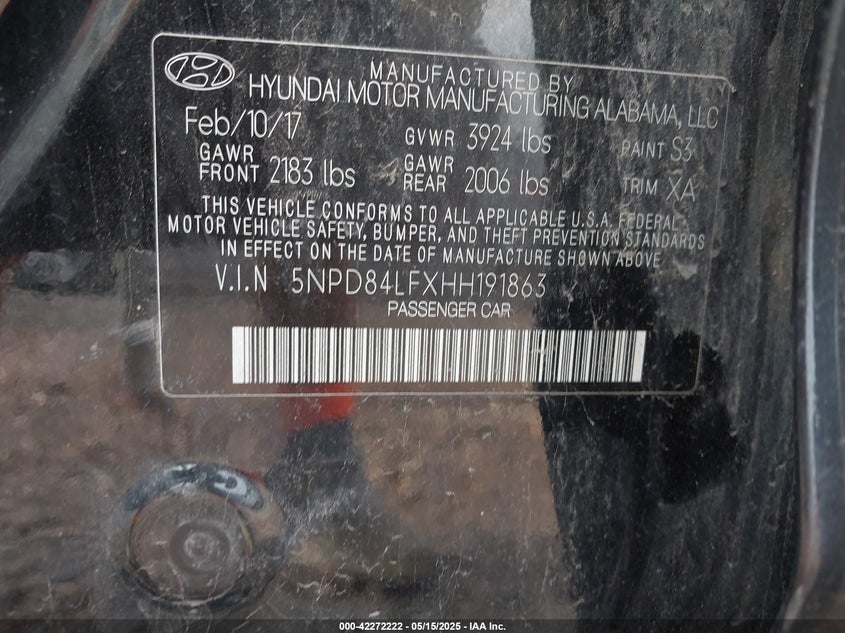 MANUFACTURED BY
HYUNDAI MOTOR MANUFACTURING ALABAMA, LLC
Feb/10/17 GVWR 3924 lbs PAINT S3
GAWR FRONT 2183 lbs GAWR REAR 2006 lbs TRIM XA
THIS VEHICLE CONFORMS TO ALL APPLICABLE U.S.A. FEDERAL
MOTOR VEHICLE SAFETY, BUMPER, AND THEFT PREVENTION STANDARDS
IN EFFECT ON THE DATE OF MANUFACTURE SHOWN ABOVE
V.I.N 5NPD84LFXHH191863
PASSENGER CAR
000-42272222 - 05/15/2025 - IAA Inc.